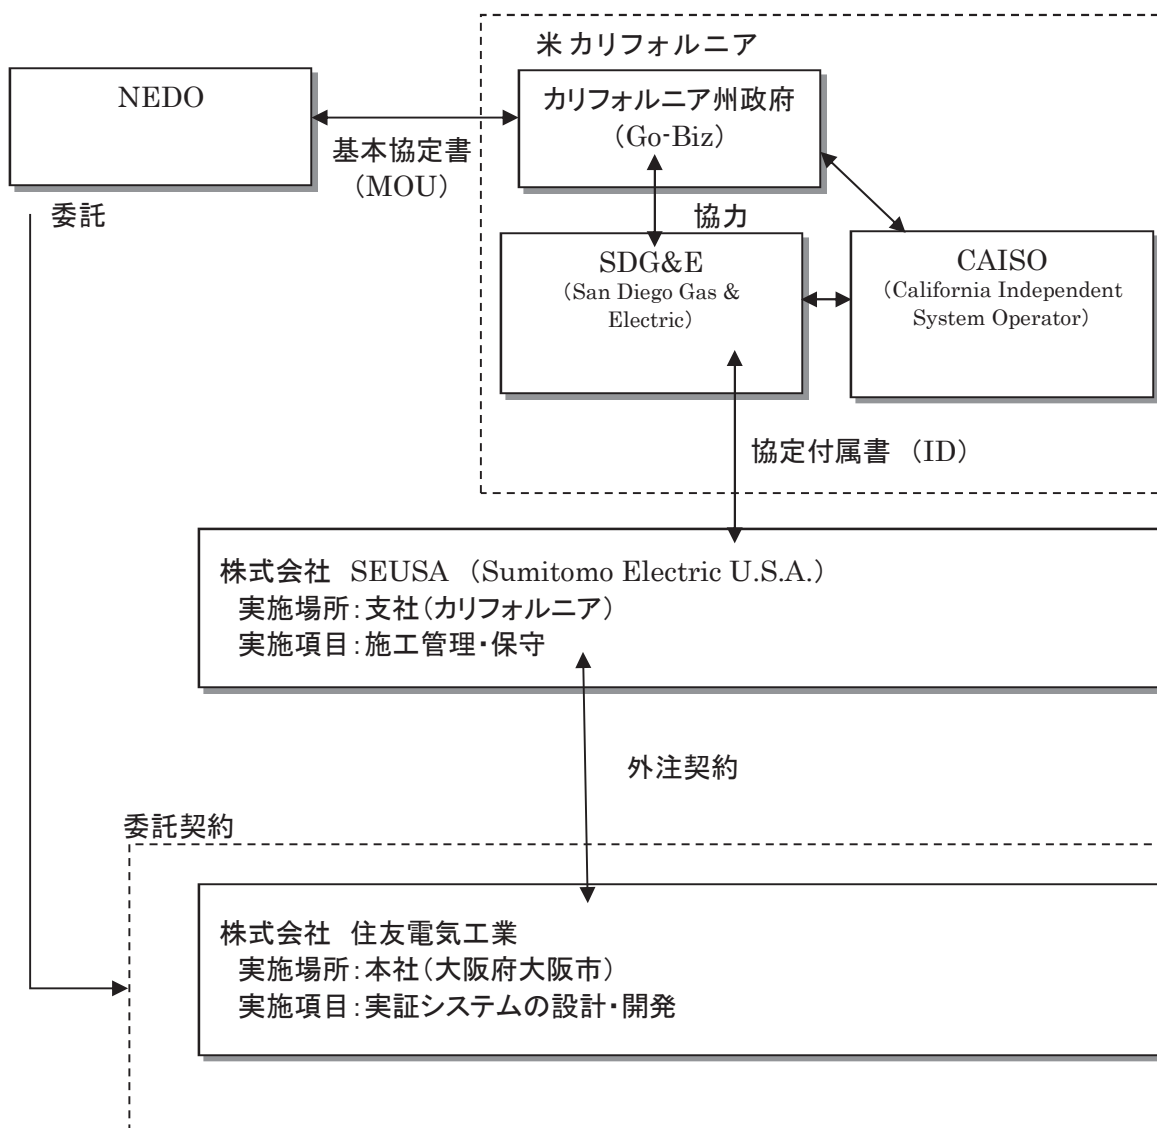 米 カリフォルニア
NEDO
カリフォルニア州政府
（Go-Biz）
基本協定書
（MOU）
委託
協力
SDG&E
（San Diego Gas &
Electric）
CAISO
（California Independent
System Operator）
協定付属書 （ID）
株式会社 SEUSA （Sumitomo Electric U.S.A.）
実施場所：支社（カリフォルニア）
実施項目：施工管理・保守
外注契約
委託契約
株式会社 住友電気工業
実施場所：本社（大阪府大阪市）
実施項目：実証システムの設計・開発